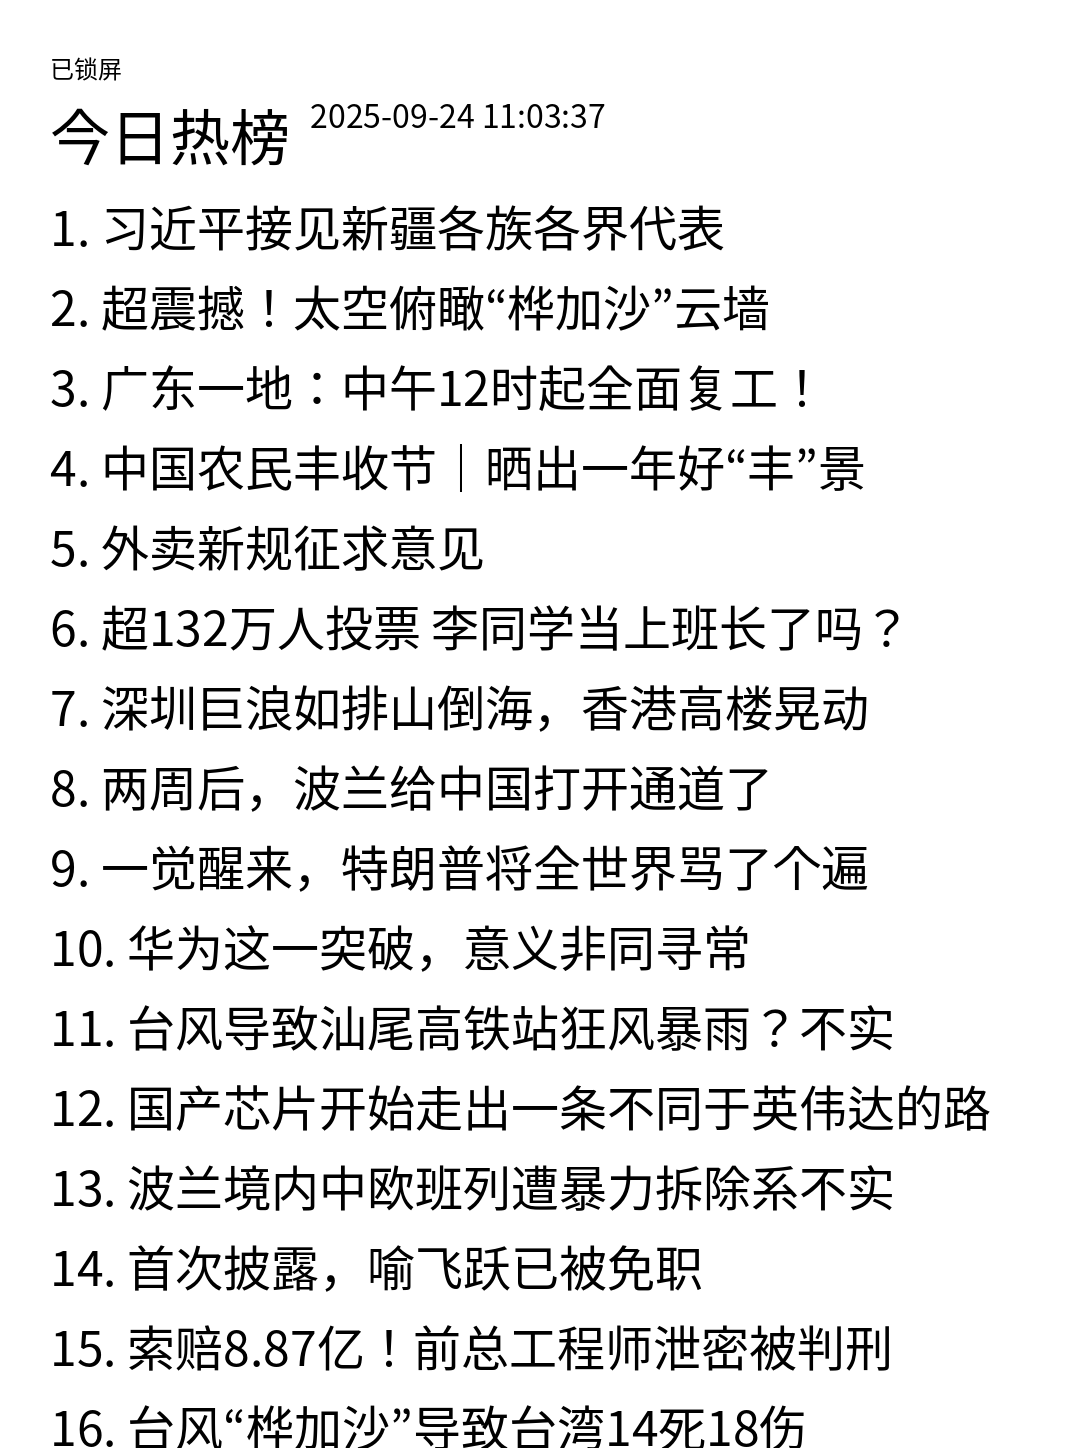 已锁屏
今日热榜 2025-09-24 11:03:37
1. 习近平接见新疆各族各界代表
2. 超震撼！太空俯瞰“桦加沙”云墙
3. 广东一地：中午12时起全面复工！
4. 中国农民丰收节｜晒出一年好“丰”景
5. 外卖新规征求意见
6. 超132万人投票 李同学当上班长了吗？
7. 深圳巨浪如排山倒海，香港高楼晃动
8. 两周后，波兰给中国打开通道了
9. 一觉醒来，特朗普将全世界骂了个遍
10. 华为这一突破，意义非同寻常
11. 台风导致汕尾高铁站狂风暴雨？不实
12. 国产芯片开始走出一条不同于英伟达的路
13. 波兰境内中欧班列遭暴力拆除系不实
14. 首次披露，喻飞跃已被免职
15. 索赔8.87亿！前总工程师泄密被判刑
16. 台风“桦加沙”导致台湾14死18伤